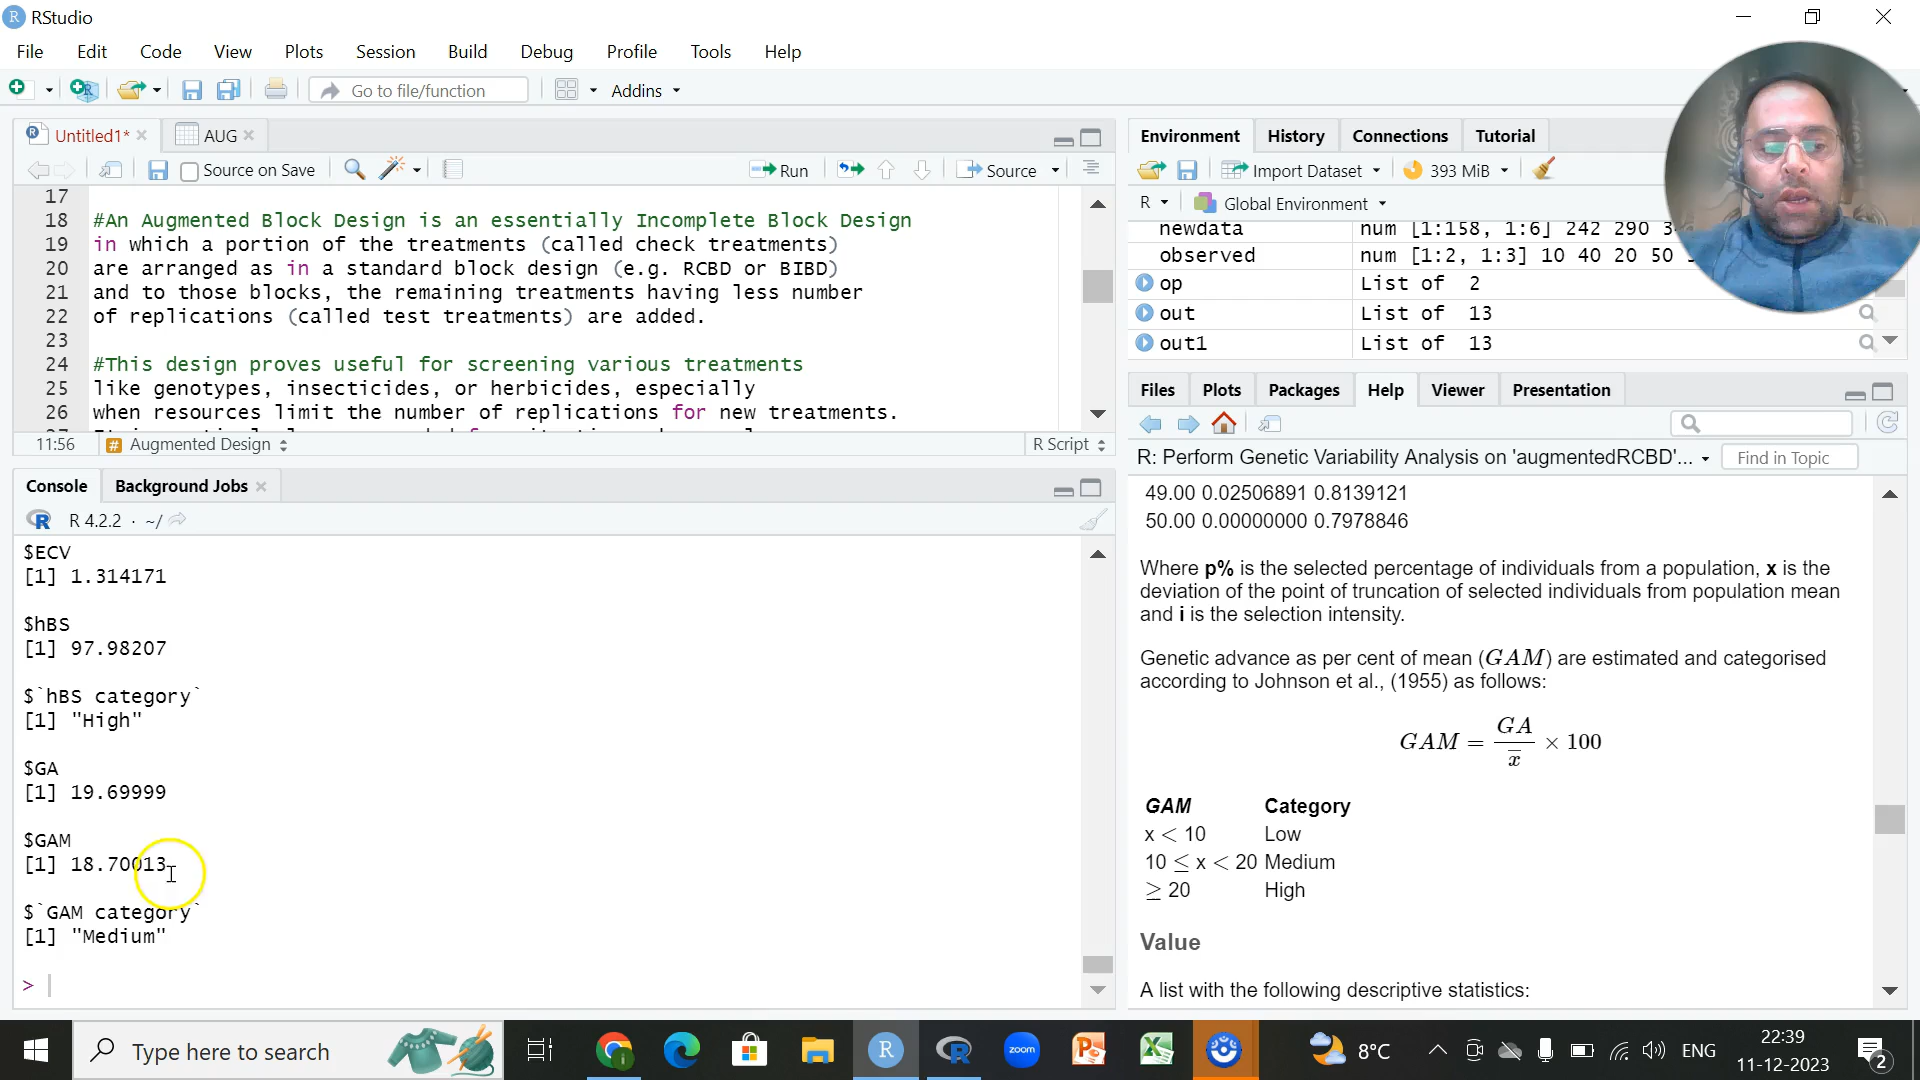 RStudio
File Edit Code View Plots Session Build Debug Profile Tools Help
Go to file/function Addins
Untitled1* AUG
Source on Save Run Source
17
18 #An Augmented Block Design is an essentially Incomplete Block Design
19 in which a portion of the treatments (called check treatments)
20 are arranged as in a standard block design (e.g. RCBD or BIBD)
21 and to those blocks, the remaining treatments having less number
22 of replications (called test treatments) are added.
23
24 #This design proves useful for screening various treatments
25 like genotypes, insecticides, or herbicides, especially
26 when resources limit the number of replications for new treatments.
11:56 Augmented Design R Script
Console Background Jobs
R 4.2.2 · ~/
$ECV
[1] 1.314171
$hBS
[1] 97.98207
$`hBS category`
[1] "High"
$GA
[1] 19.69999
$GAM
[1] 18.70013
$`GAM category`
[1] "Medium"
>
Environment History Connections Tutorial
Import Dataset 393 MiB
R Global Environment
newdata num [1:158, 1:6] 242 290
observed num [1:2, 1:3] 10 40 20 50
op List of 2
out List of 13
out1 List of 13
Files Plots Packages Help Viewer Presentation
R: Perform Genetic Variability Analysis on 'augmentedRCBD'... Find in Topic
49.00 0.02506891 0.8139121
50.00 0.00000000 0.7978846
Where p% is the selected percentage of individuals from a population, x is the
deviation of the point of truncation of selected individuals from population mean
and i is the selection intensity.
Genetic advance as per cent of mean (GAM) are estimated and categorised
according to Johnson et al., (1955) as follows:
GAM = GA / x̄ × 100
GAM Category
x < 10 Low
10 ≤ x < 20 Medium
≥ 20 High
Value
A list with the following descriptive statistics:
Type here to search
zoom
8°C
ENG
22:39
11-12-2023
2